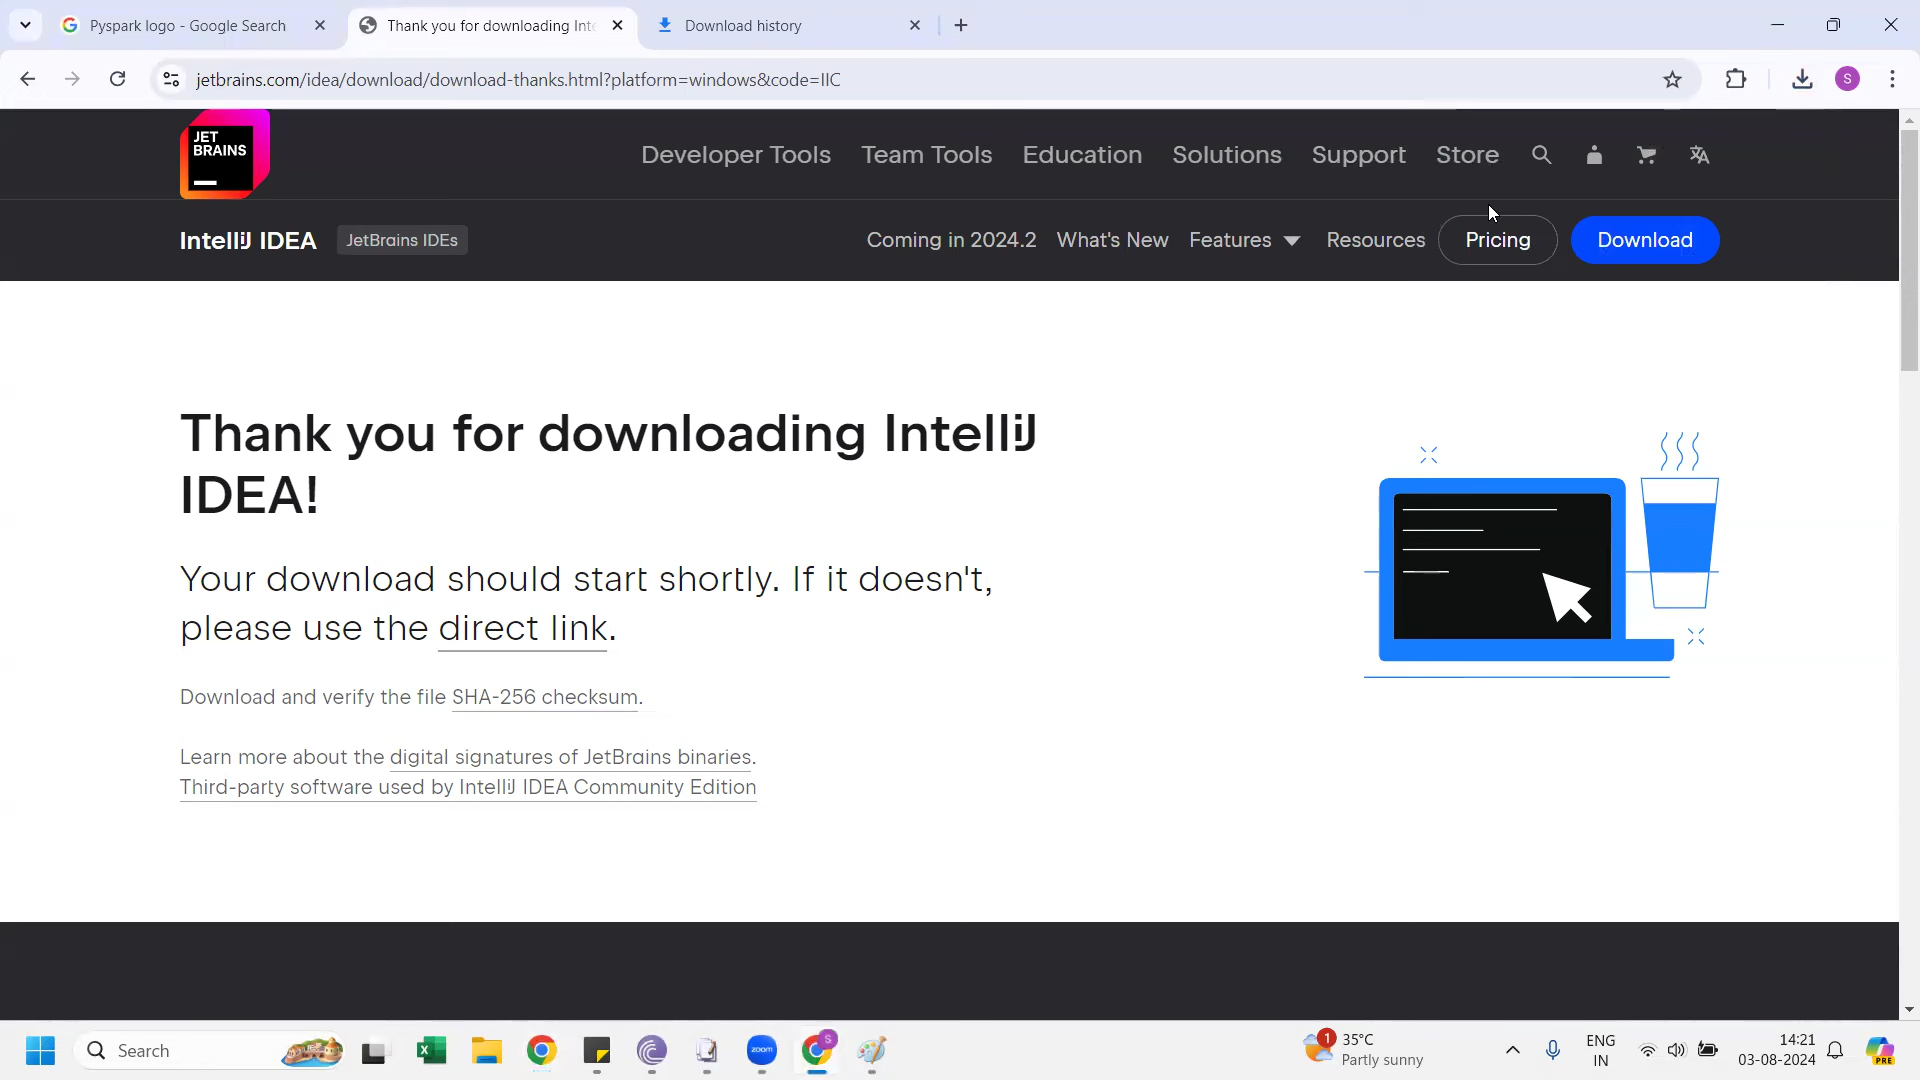 Pyspark logo - Google Search
Thank you for downloading Inte
Download history
jetbrains.com/idea/download/download-thanks.html?platform=windows&code=IIC
S
JET
BRAINS
Developer Tools
Team Tools
Education
Solutions
Support
Store
IntelliJ IDEA
JetBrains IDEs
Coming in 2024.2
What's New
Features
Resources
Pricing
Download
Thank you for downloading IntelliJ
IDEA!
Your download should start shortly. If it doesn't,
please use the direct link.
Download and verify the file SHA-256 checksum.
Learn more about the digital signatures of JetBrains binaries.
Third-party software used by IntelliJ IDEA Community Edition
Search
zoom
S
1
35°C
Partly sunny
ENG
IN
14:21
03-08-2024
PRE